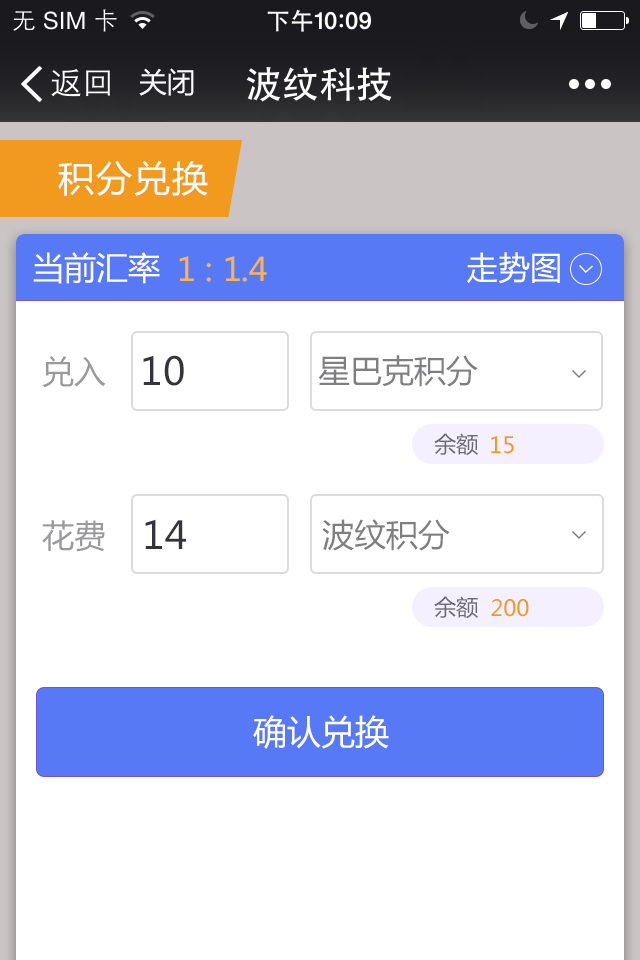 无 SIM 卡 下午10:09
返回 关闭 波纹科技
积分兑换
当前汇率 1 : 1.4 走势图
兑入 10 星巴克积分
余额 15
花费 14 波纹积分
余额 200
确认兑换